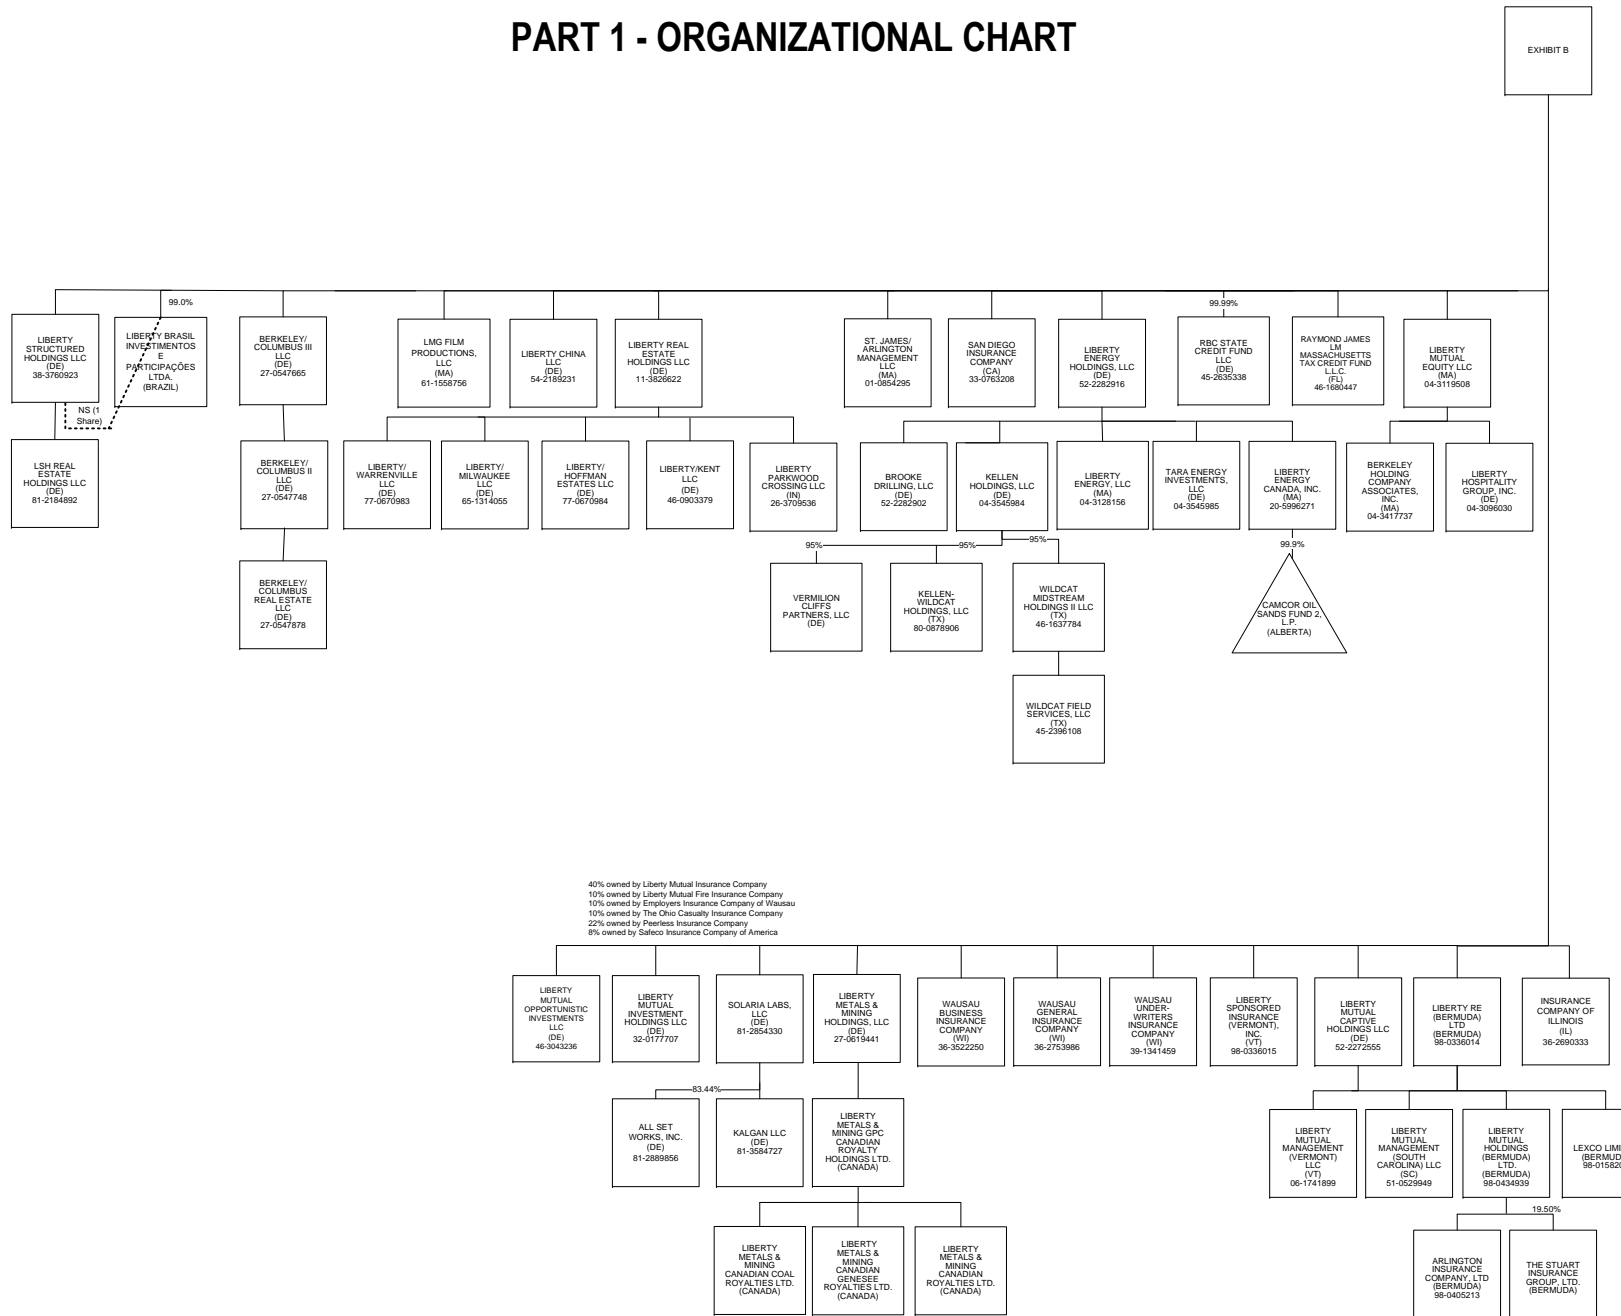 PART 1 - ORGANIZATIONAL CHART
EXHIBIT B
99.0%
99.99%
LIBERTY
STRUCTURED
HOLDINGS LLC
(DE)
38-3760923
LIBERTY BRASIL
INVESTIMENTOS
E
PARTICIPAÇÕES
LTDA.
(BRAZIL)
BERKELEY/
COLUMBUS III
LLC
(DE)
27-0547665
LMG FILM
PRODUCTIONS,
LLC
(MA)
61-1558756
LIBERTY CHINA
LLC
(DE)
54-2189231
LIBERTY REAL
ESTATE
HOLDINGS LLC
(DE)
11-3826622
ST. JAMES/
ARLINGTON
MANAGEMENT
LLC
(MA)
01-0854295
SAN DIEGO
INSURANCE
COMPANY
(CA)
33-0763208
LIBERTY
ENERGY
HOLDINGS, LLC
(DE)
52-2282916
RBC STATE
CREDIT FUND
LLC
(DE)
45-2635338
RAYMOND JAMES
LM
MASSACHUSETTS
TAX CREDIT FUND
L.L.C.
(FL)
46-1680447
LIBERTY
MUTUAL
EQUITY LLC
(MA)
04-3119508
NS (1
Share)
LSH REAL
ESTATE
HOLDINGS LLC
(DE)
81-2184892
BERKELEY/
COLUMBUS II
LLC
(DE)
27-0547748
LIBERTY/
WARRENVILLE
LLC
(DE)
77-0670983
LIBERTY/
MILWAUKEE
LLC
(DE)
65-1314055
LIBERTY/
HOFFMAN
ESTATES LLC
(DE)
77-0670984
LIBERTY/KENT
LLC
(DE)
46-0903379
LIBERTY
PARKWOOD
CROSSING LLC
(IN)
26-3709536
BROOKE
DRILLING, LLC
(DE)
52-2282902
KELLEN
HOLDINGS, LLC
(DE)
04-3545984
LIBERTY
ENERGY, LLC
(MA)
04-3128156
TARA ENERGY
INVESTMENTS,
LLC
(DE)
04-3545985
LIBERTY
ENERGY
CANADA, INC.
(MA)
20-5996271
BERKELEY
HOLDING
COMPANY
ASSOCIATES,
INC.
(MA)
04-3417737
LIBERTY
HOSPITALITY
GROUP, INC.
(DE)
04-3096030
95%
95%
95%
99.9%
BERKELEY/
COLUMBUS
REAL ESTATE
LLC
(DE)
27-0547878
VERMILION
CLIFFS
PARTNERS, LLC
(DE)
KELLEN-
WILDCAT
HOLDINGS, LLC
(TX)
80-0878906
WILDCAT
MIDSTREAM
HOLDINGS II LLC
(TX)
46-1637784
CAMCOR OIL
SANDS FUND 2,
L.P.
(ALBERTA)
WILDCAT FIELD
SERVICES, LLC
(TX)
45-2396108
40% owned by Liberty Mutual Insurance Company
10% owned by Liberty Mutual Fire Insurance Company
10% owned by Employers Insurance Company of Wausau
10% owned by The Ohio Casualty Insurance Company
22% owned by Peerless Insurance Company
8% owned by Safeco Insurance Company of America
LIBERTY
MUTUAL
OPPORTUNISTIC
INVESTMENTS
LLC
(DE)
46-3043236
LIBERTY
MUTUAL
INVESTMENT
HOLDINGS LLC
(DE)
32-0177707
SOLARIA LABS,
LLC
(DE)
81-2854330
LIBERTY
METALS &
MINING
HOLDINGS, LLC
(DE)
27-0619441
WAUSAU
BUSINESS
INSURANCE
COMPANY
(WI)
36-3522250
WAUSAU
GENERAL
INSURANCE
COMPANY
(WI)
36-2753986
WAUSAU
UNDER-
WRITERS
INSURANCE
COMPANY
(WI)
39-1341459
LIBERTY
SPONSORED
INSURANCE
(VERMONT),
INC.
(VT)
98-0336015
LIBERTY
MUTUAL
CAPTIVE
HOLDINGS LLC
(DE)
52-2272555
LIBERTY RE
(BERMUDA)
LTD
(BERMUDA)
98-0336014
INSURANCE
COMPANY OF
ILLINOIS
(IL)
36-2690333
83.44%
ALL SET
WORKS, INC.
(DE)
81-2889856
KALGAN LLC
(DE)
81-3584727
LIBERTY
METALS &
MINING GPC
CANADIAN
ROYALTY
HOLDINGS LTD.
(CANADA)
LIBERTY
MUTUAL
MANAGEMENT
(VERMONT)
LLC
(VT)
06-1741899
LIBERTY
MUTUAL
MANAGEMENT
(SOUTH
CAROLINA) LLC
(SC)
51-0529949
LIBERTY
MUTUAL
HOLDINGS
(BERMUDA)
LTD.
(BERMUDA)
98-0434939
LEXCO LIMI
(BERMUD
98-015820
19.50%
LIBERTY
METALS &
MINING
CANADIAN COAL
ROYALTIES LTD.
(CANADA)
LIBERTY
METALS &
MINING
CANADIAN
GENESEE
ROYALTIES LTD.
(CANADA)
LIBERTY
METALS &
MINING
CANADIAN
ROYALTIES LTD.
(CANADA)
ARLINGTON
INSURANCE
COMPANY, LTD
(BERMUDA)
98-0405213
THE STUART
INSURANCE
GROUP, LTD.
(BERMUDA)